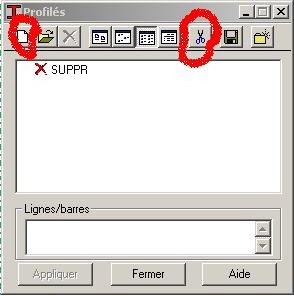 Profilés
SUPPR
Lignes/barres
Appliquer
Fermer
Aide